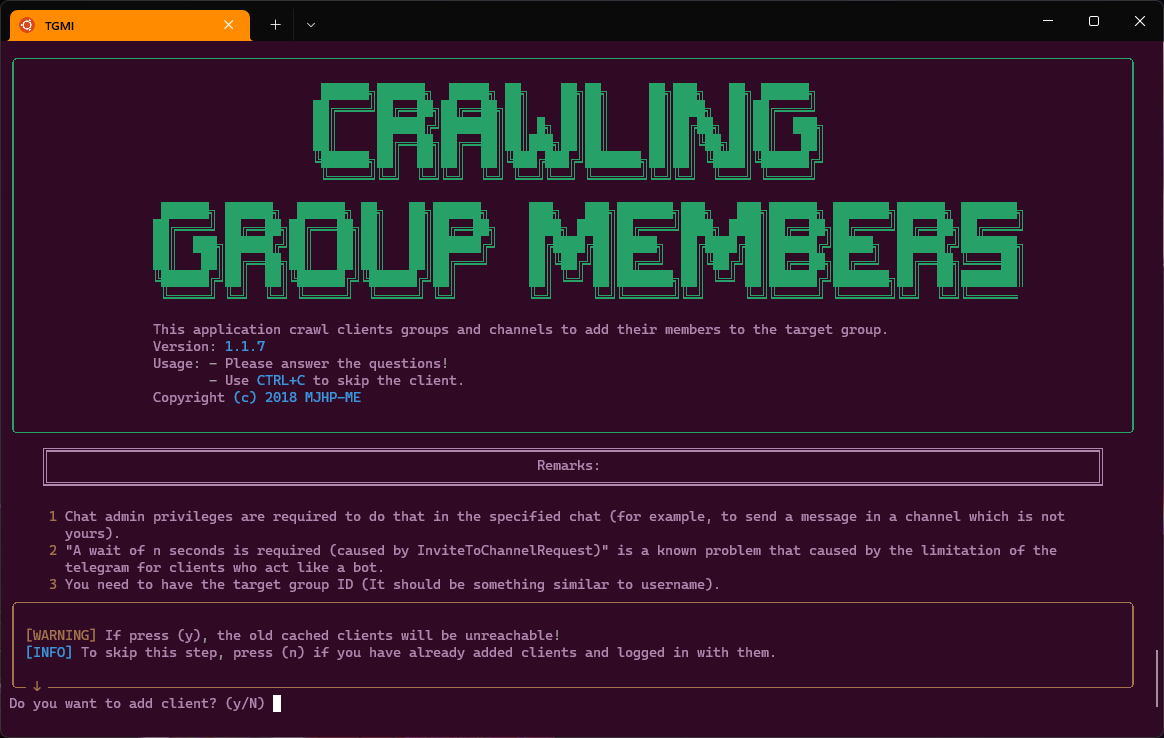 TGMI
CRAWLING
GROUP MEMBERS
This application crawl clients groups and channels to add their members to the target group.
Version: 1.1.7
Usage: - Please answer the questions!
- Use CTRL+C to skip the client.
Copyright (c) 2018 MJHP-ME
Remarks:
1 Chat admin privileges are required to do that in the specified chat (for example, to send a message in a channel which is not
yours).
2 "A wait of n seconds is required (caused by InviteToChannelRequest)" is a known problem that caused by the limitation of the
telegram for clients who act like a bot.
3 You need to have the target group ID (It should be something similar to username).
[WARNING] If press (y), the old cached clients will be unreachable!
[INFO] To skip this step, press (n) if you have already added clients and logged in with them.
↓
Do you want to add client? (y/N)